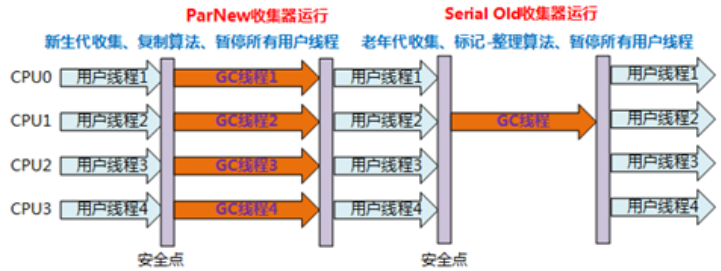 ParNew收集器运行 Serial Old收集器运行
新生代收集、复制算法、暂停所有用户线程 老年代收集、标记-整理算法、暂停所有用户线程
CPU0 用户线程1 GC线程1 用户线程1 用户线程1
CPU1 用户线程2 GC线程2 用户线程2 GC线程 用户线程2
CPU2 用户线程3 GC线程3 用户线程3 用户线程3
CPU3 用户线程4 GC线程4 用户线程4 用户线程4
安全点 安全点